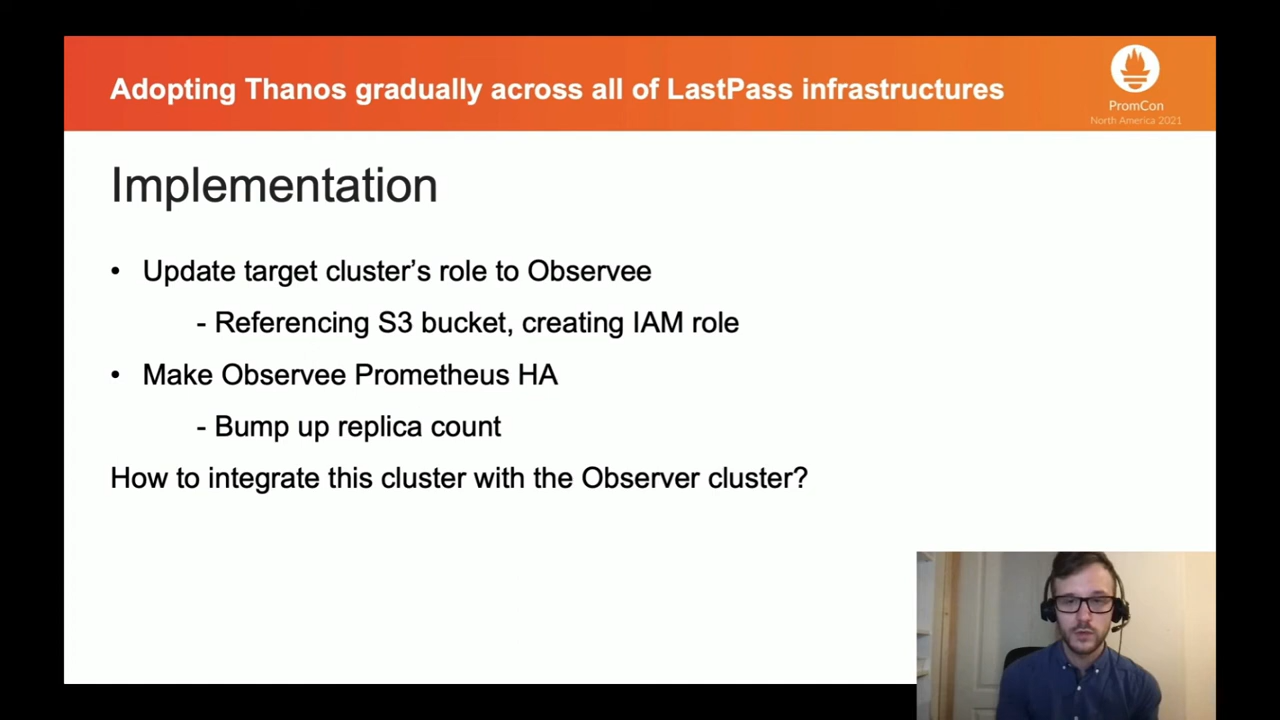 Adopting Thanos gradually across all of LastPass infrastructures
PromCon
North America 2021
Implementation
• Update target cluster’s role to Observee
- Referencing S3 bucket, creating IAM role
• Make Observee Prometheus HA
- Bump up replica count
How to integrate this cluster with the Observer cluster?